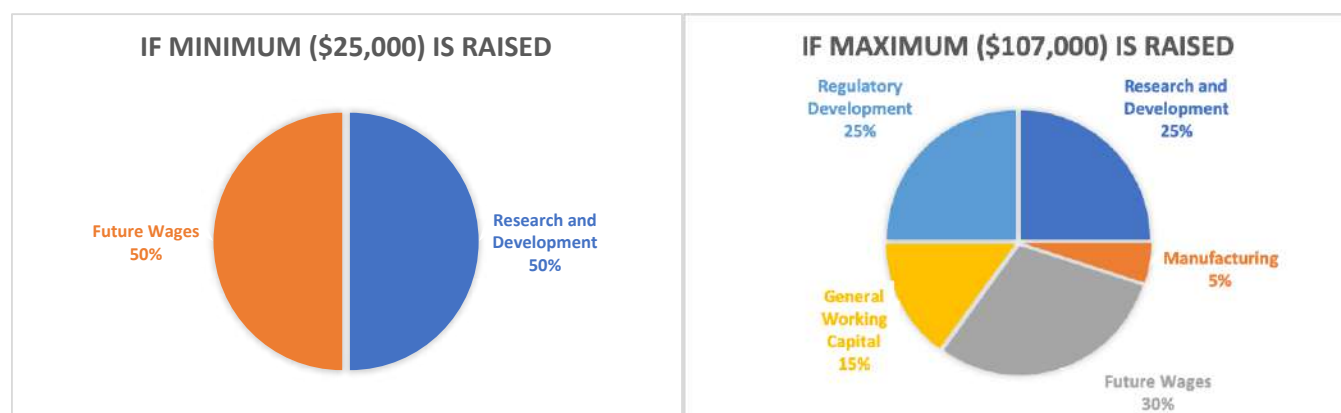 IF MINIMUM ($25,000) IS RAISED
Future Wages
50%
Research and
Development
50%
IF MAXIMUM ($107,000) IS RAISED
Regulatory
Development
25%
Research and
Development
25%
Manufacturing
5%
General
Working
Capital
15%
Future Wages
30%